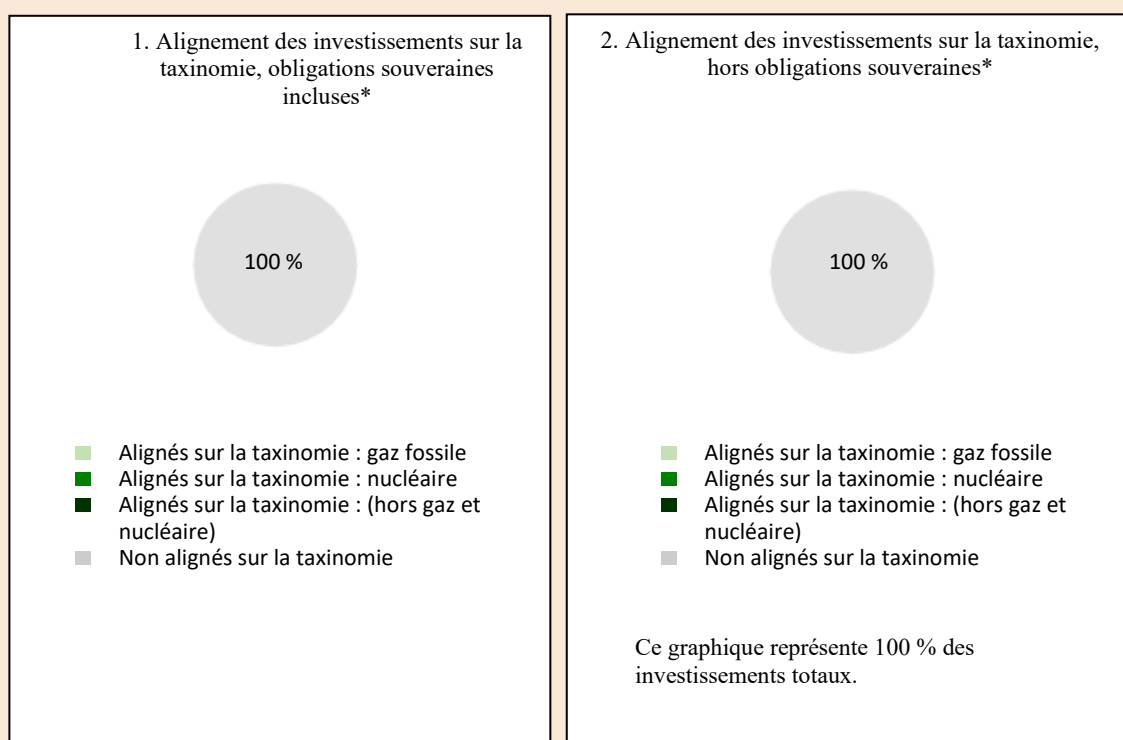 1. Alignement des investissements sur la
taxinomie, obligations souveraines
incluses*
100 %
Alignés sur la taxinomie : gaz fossile
Alignés sur la taxinomie : nucléaire
Alignés sur la taxinomie : (hors gaz et
nucléaire)
Non alignés sur la taxinomie
2. Alignement des investissements sur la taxinomie,
hors obligations souveraines*
100 %
Alignés sur la taxinomie : gaz fossile
Alignés sur la taxinomie : nucléaire
Alignés sur la taxinomie : (hors gaz et
nucléaire)
Non alignés sur la taxinomie
Ce graphique représente 100 % des
investissements totaux.